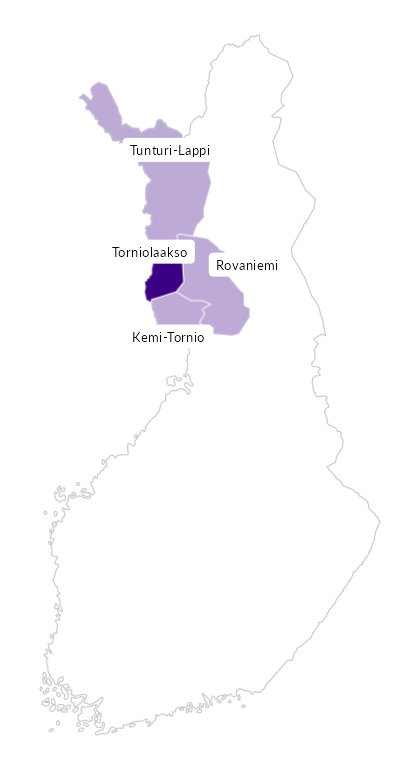 Tunturi-Lappi
Torniolaakso
Rovaniemi
Kemi-Tornio